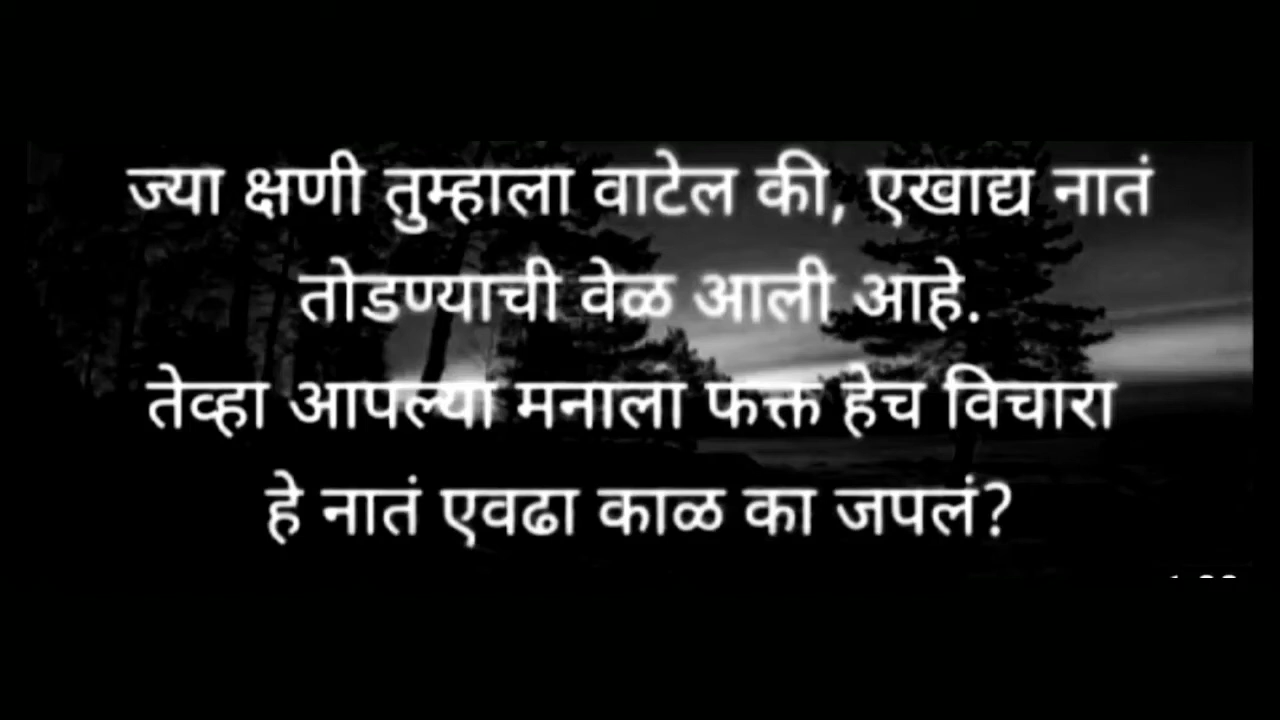 ज्या क्षणी तुम्हाला वाटेल की, एखाद्य नातं
तोडण्याची वेळ आली आहे.
तेव्हा आपल्या मनाला फक्त हेच विचारा
हे नातं एवढा काळ का जपलं?